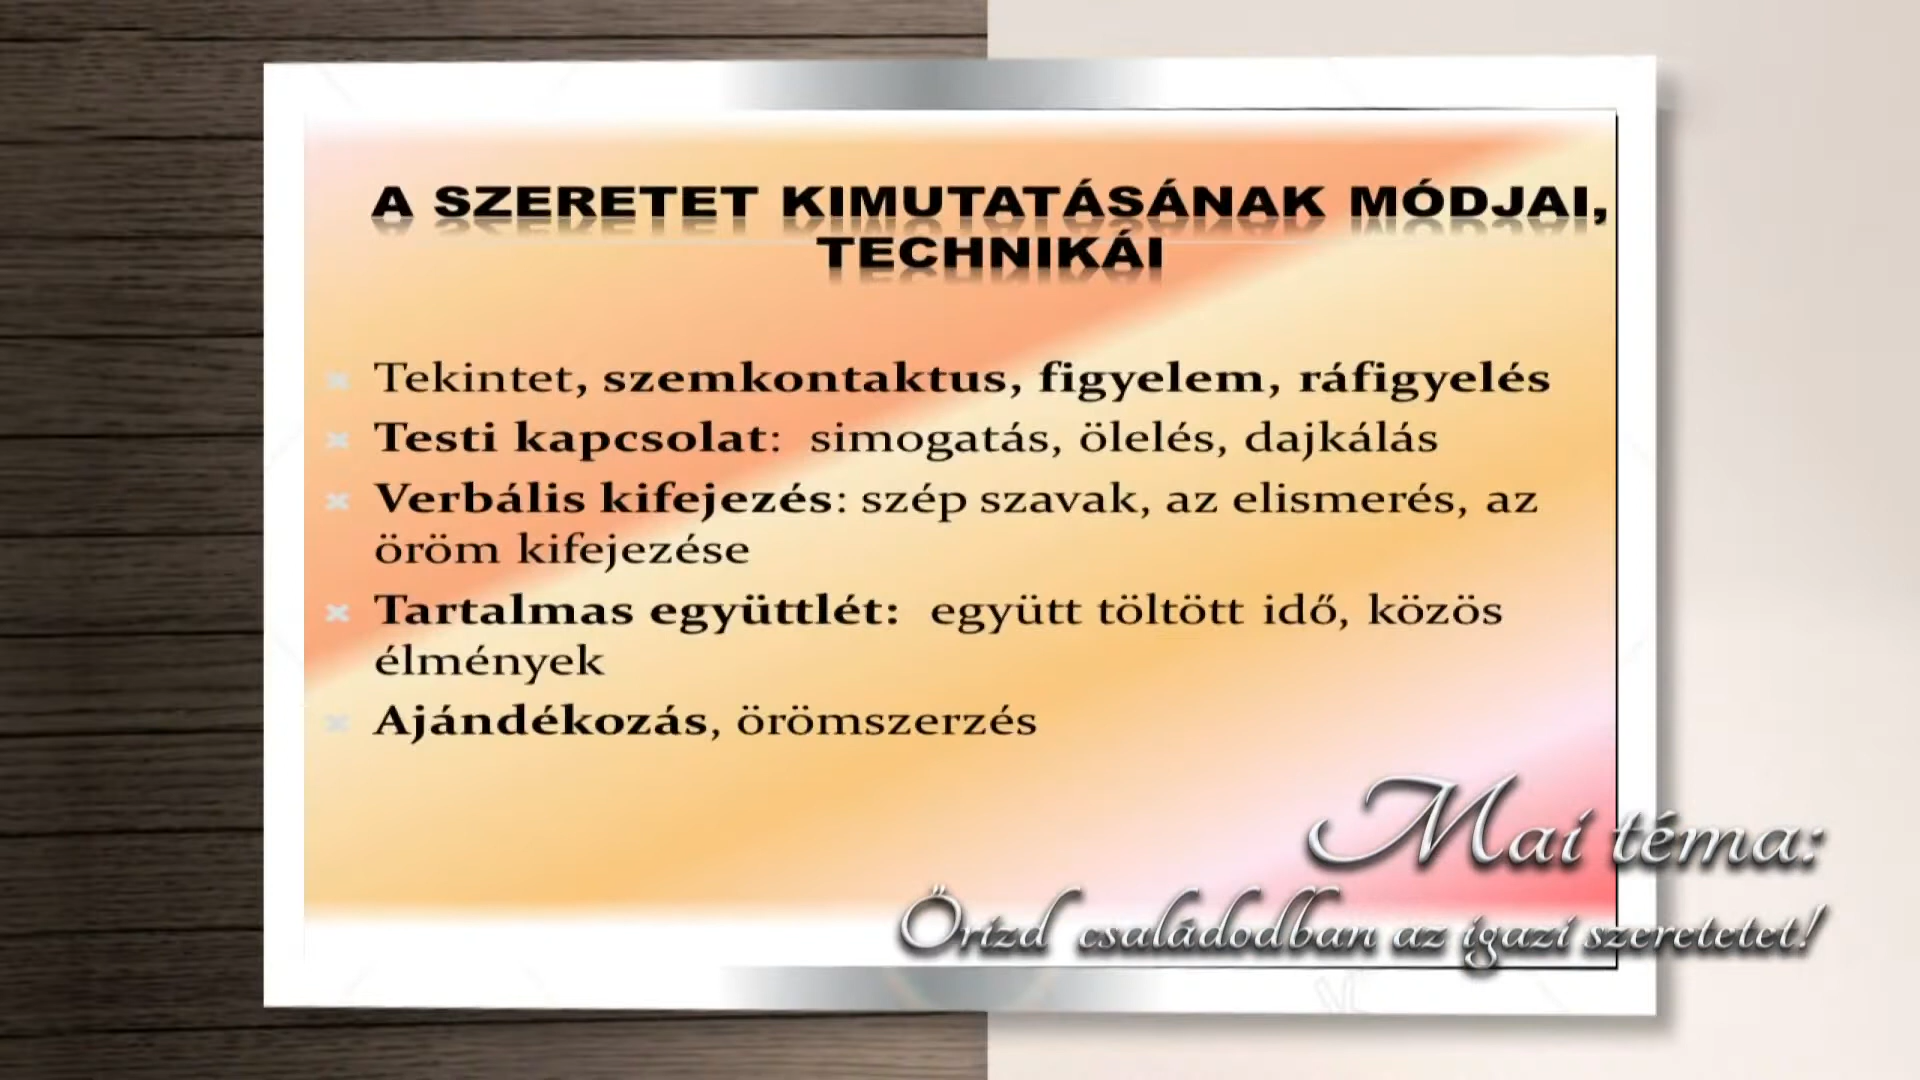 A SZERETET KIMUTATÁSÁNAK MÓDJAI,
TECHNIKÁI
Tekintet, szemkontaktus, figyelem, ráfigyelés
Testi kapcsolat: simogatás, ölelés, dajkálás
Verbális kifejezés: szép szavak, az elismerés, az
öröm kifejezése
Tartalmas együttlét: együtt töltött idő, közös
élmények
Ajándékozás, örömszerzés
Mai téma:
Őrizd családodban az igazi szeretetet!